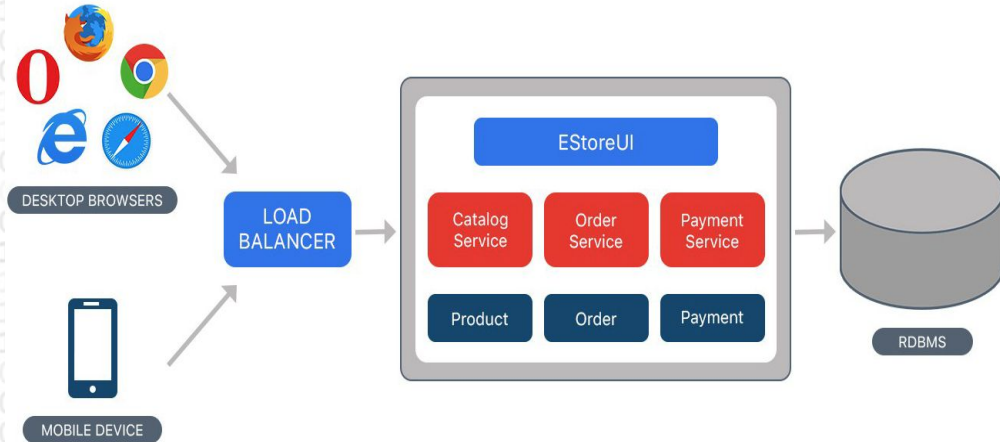 DESKTOP BROWSERS
LOAD
BALANCER
MOBILE DEVICE
EStoreUI
Catalog
Service
Order
Service
Payment
Service
Product
Order
Payment
RDBMS